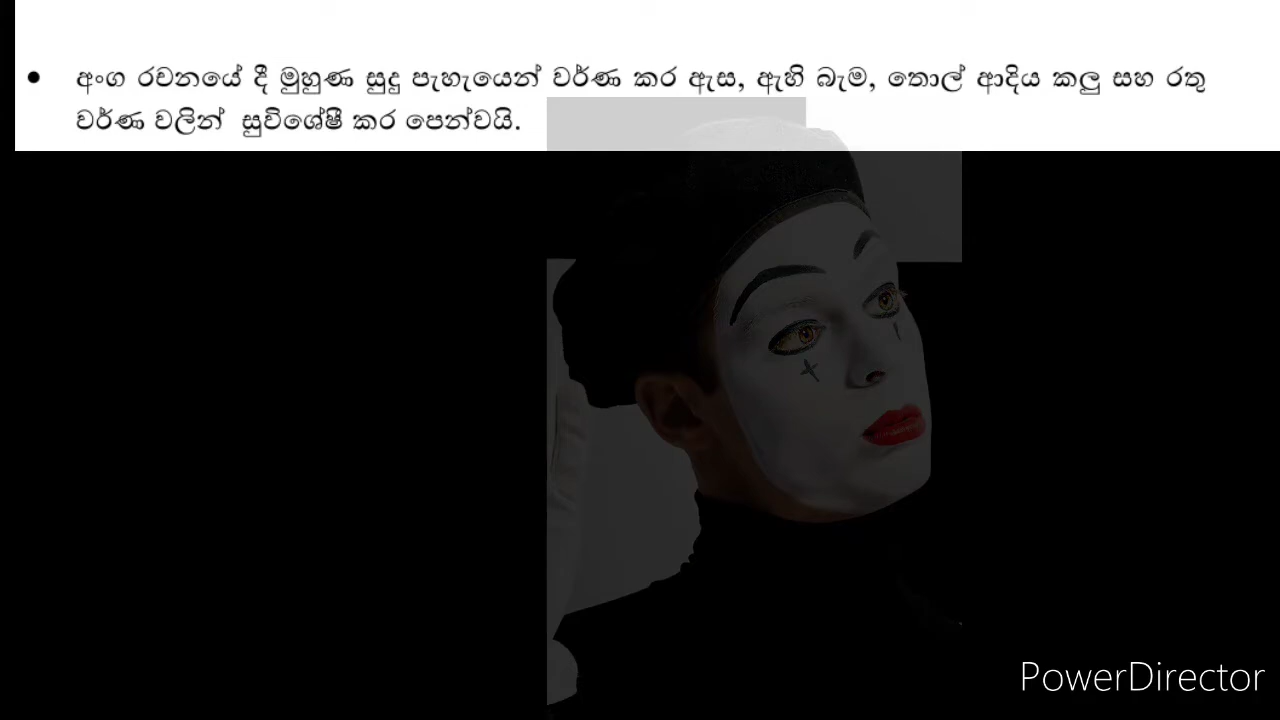 • අංග රචනයේ දී මුහුණ සුදු පැහැයෙන් වර්ණ කර ඇස, ඇහි බැම, තොල් ආදිය කලු සහ රතු
වර්ණ වලින් සුවිශේෂී කර පෙන්වයි.
PowerDirector